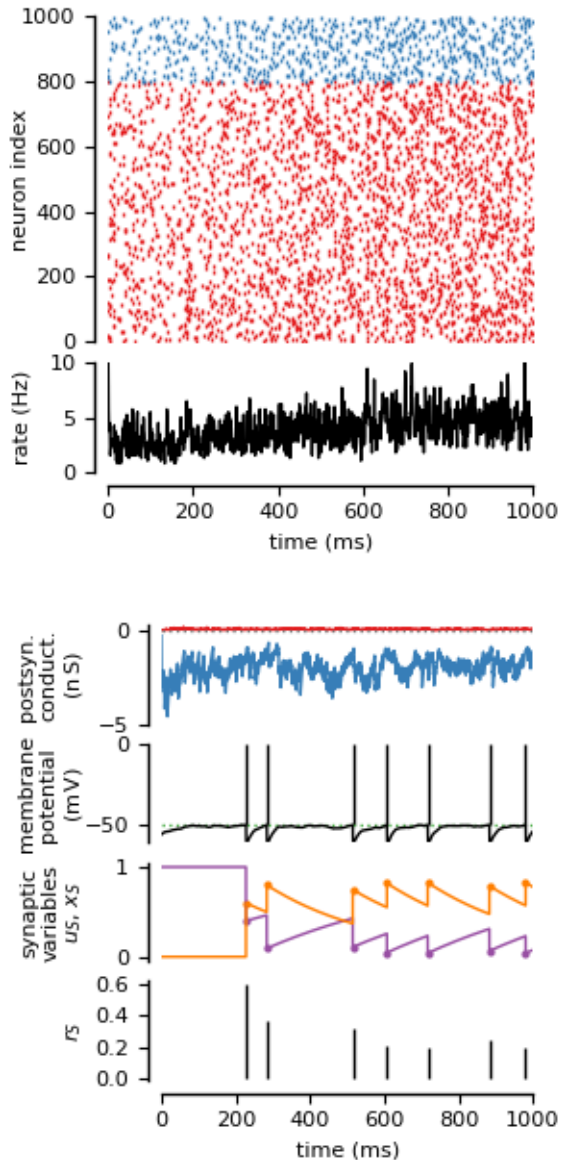 1000
800
600
400
200
0
neuron index
10
5
0
rate (Hz)
0 200 400 600 800 1000
time (ms)
0
−5
postsyn.
conduct.
(n S)
0
−50
membrane
potential
(mV)
1
0
synaptic
variables
uS, xS
0.6
0.4
0.2
0.0
rS
0 200 400 600 800 1000
time (ms)